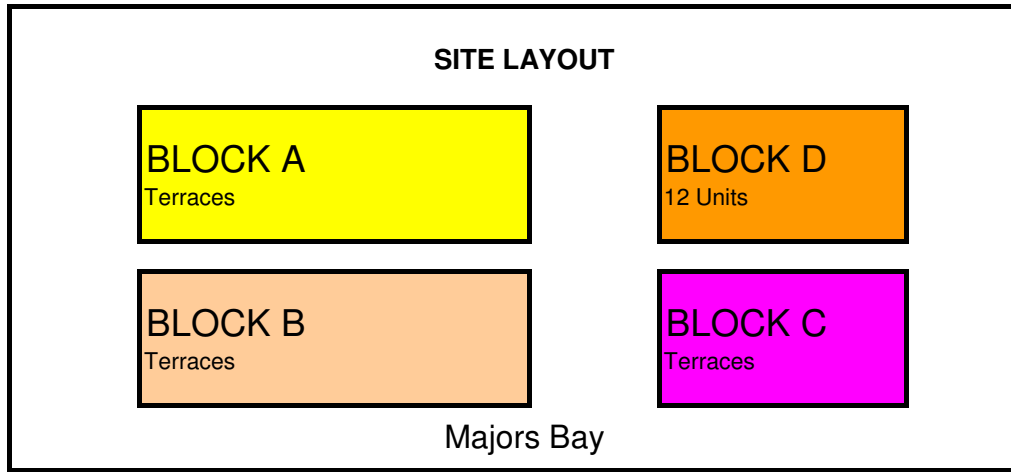 SITE LAYOUT
BLOCK A
Terraces
BLOCK D
12 Units
BLOCK B
Terraces
BLOCK C
Terraces
Majors Bay